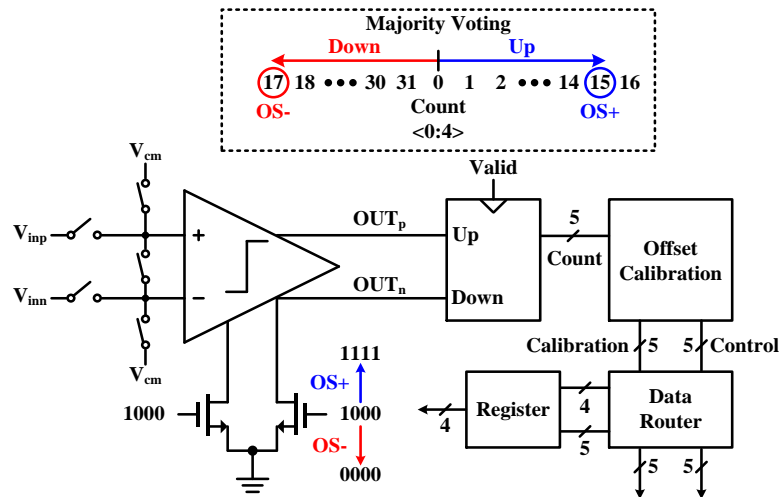 Majority Voting
Down Up
17 18 ••• 30 31 0 1 2 ••• 14 15 16
OS- Count OS+
<0:4>
Valid
Vcm
Vinp
+
OUTp
Up
5
Count
Offset
Calibration
Vinn
−
OUTn
Down
Vcm
Calibration 5 5 Control
1111
OS+
1000
1000
OS-
0000
4
Register
4
5
Data
Router
5 5